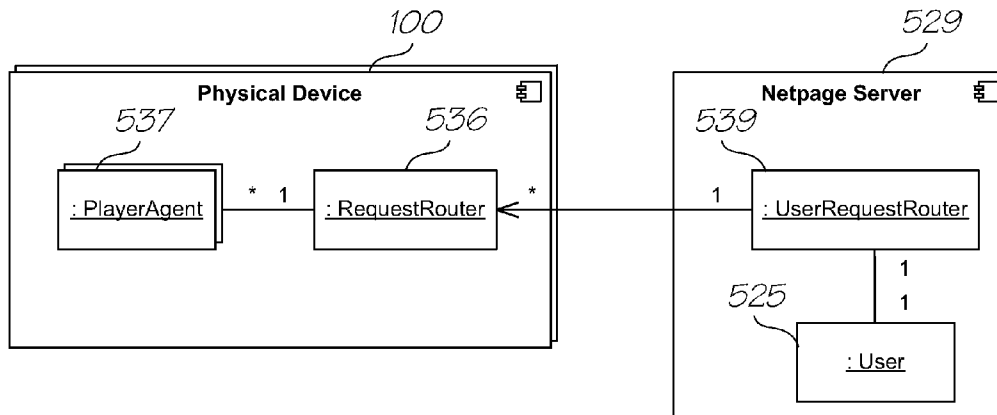 100
529
Physical Device
Netpage Server
537
536
539
: PlayerAgent
* 1
: RequestRouter
* 1
: UserRequestRouter
1
1
525
: User